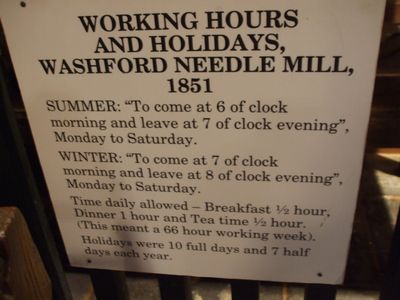 WORKING HOURS
AND HOLIDAYS,
WASHFORD NEEDLE MILL,
1851
SUMMER: “To come at 6 of clock
morning and leave at 7 of clock evening”,
Monday to Saturday.
WINTER: “To come at 7 of clock
morning and leave at 8 of clock evening”,
Monday to Saturday.
Time daily allowed – Breakfast ½ hour,
Dinner 1 hour and Tea time ½ hour.
(This meant a 66 hour working week).
Holidays were 10 full days and 7 half
days each year.